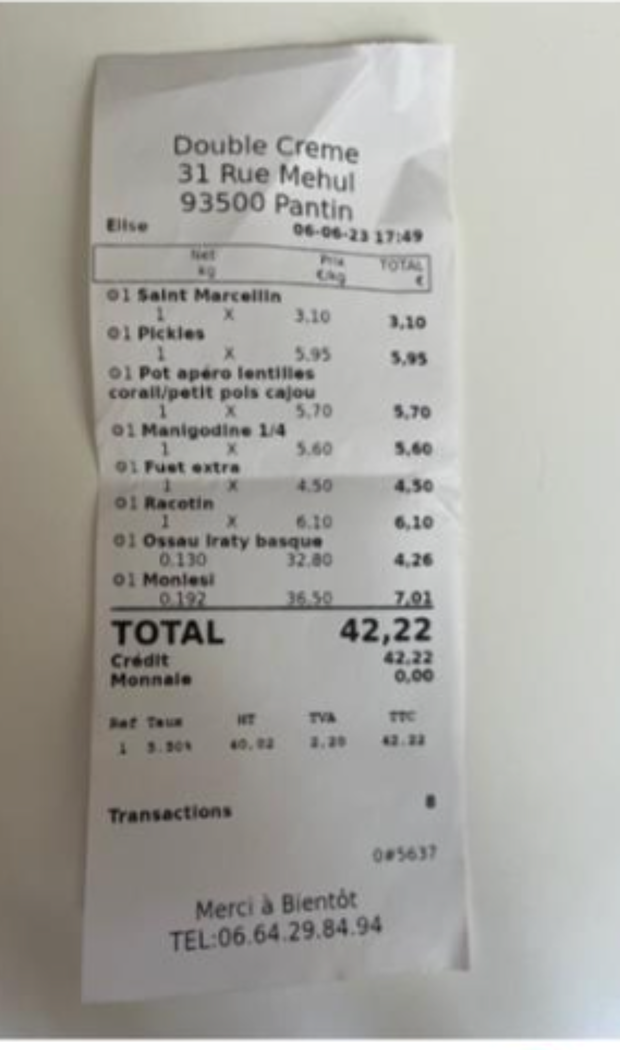 Double Creme
31 Rue Mehul
93500 Pantin
Elise 06-06-23 17:49
Net Prix TOTAL
kg €/kg €
01 Saint Marcellin
1 X 3,10 3,10
01 Pickles
1 X 5.95 5,95
01 Pot apéro lentilles
corail/petit pois cajou
1 X 5,70 5,70
01 Manigodine 1/4
1 X 5.60 5,60
01 Fuet extra
1 X 4,50 4,50
01 Racotin
1 X 6.10 6,10
01 Ossau Iraty basque
0.130 32,80 4,26
01 Monlesi
0.192 36,50 7,01
TOTAL 42,22
Crédit 42,22
Monnaie 0,00
Ref Taux HT TVA TTC
1 5.50% 40.02 2.20 42.22
Transactions 8
0#5637
Merci à Bientôt
TEL:06.64.29.84.94